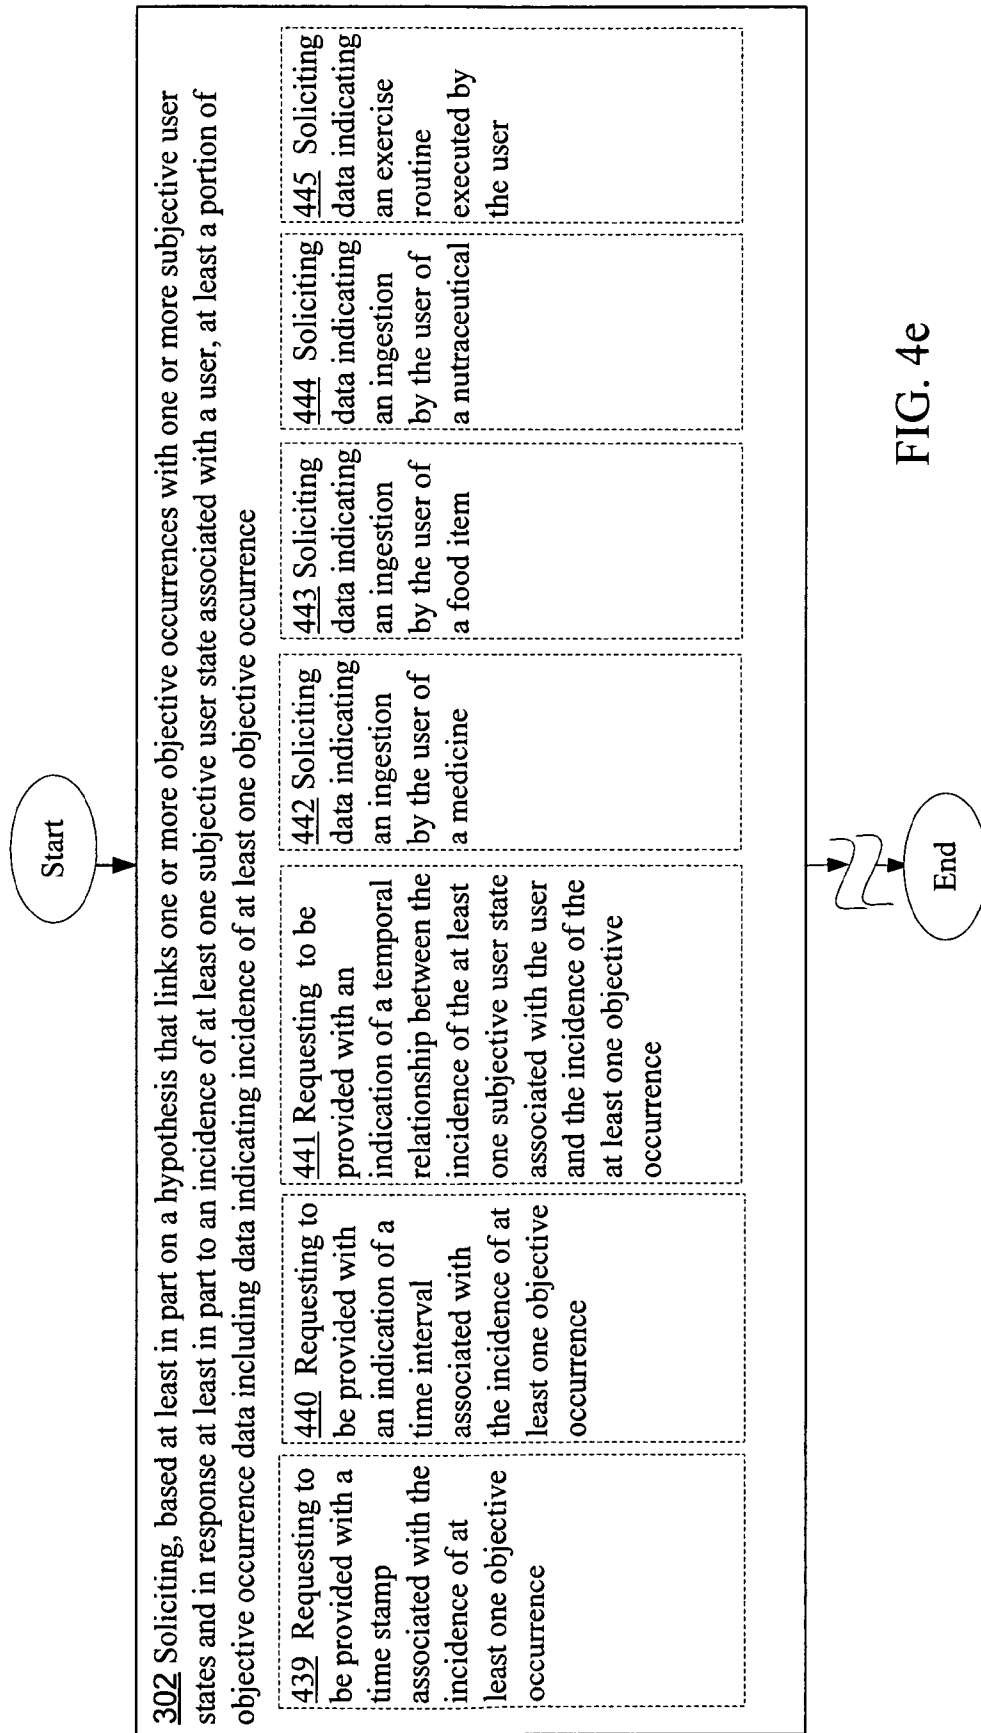 Start
302 Soliciting, based at least in part on a hypothesis that links one or more objective occurrences with one or more subjective user
states and in response at least in part to an incidence of at least one subjective user state associated with a user, at least a portion of
objective occurrence data including data indicating incidence of at least one objective occurrence
439 Requesting to
be provided with a
time stamp
associated with the
incidence of at
least one objective
occurrence
440 Requesting to
be provided with
an indication of a
time interval
associated with
the incidence of at
least one objective
occurrence
441 Requesting to be
provided with an
indication of a temporal
relationship between the
incidence of the at least
one subjective user state
associated with the user
and the incidence of the
at least one objective
occurrence
442 Soliciting
data indicating
an ingestion
by the user of
a medicine
443 Soliciting
data indicating
an ingestion
by the user of
a food item
444 Soliciting
data indicating
an ingestion
by the user of
a nutraceutical
445 Soliciting
data indicating
an exercise
routine
executed by
the user
End
FIG. 4e